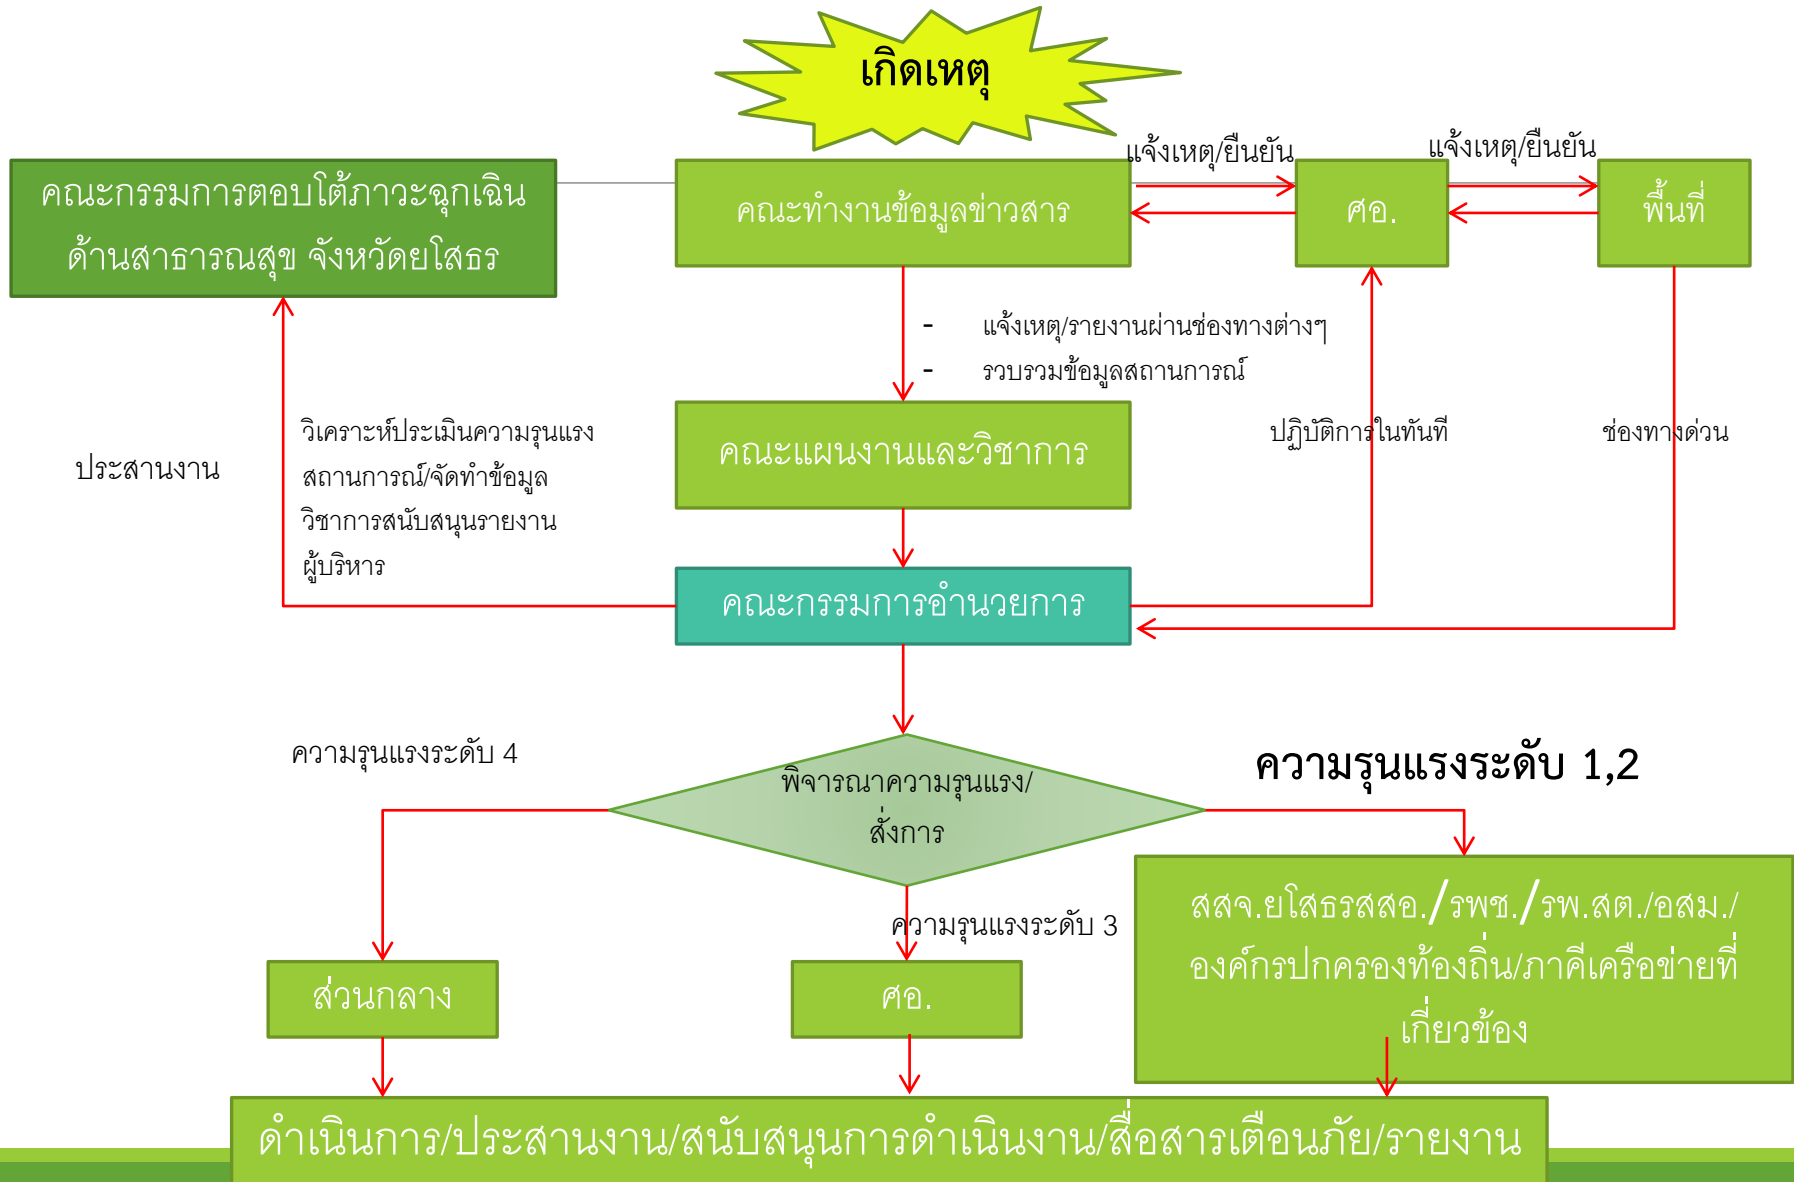 เกิดเหตุ
แจ้งเหตุ/ยืนยัน
แจ้งเหตุ/ยืนยัน
คณะกรรมการตอบโต้ภาวะฉุกเฉิน
ด้านสาธารณสุข จังหวัดยโสธร
คณะทำงานข้อมูลข่าวสาร
ศอ.
พื้นที่
- แจ้งเหตุ/รายงานผ่านช่องทางต่างๆ
- รวบรวมข้อมูลสถานการณ์
ประสานงาน
วิเคราะห์ประเมินความรุนแรง
สถานการณ์/จัดทำข้อมูล
วิชาการสนับสนุนรายงาน
ผู้บริหาร
คณะแผนงานและวิชาการ
ปฏิบัติการในทันที
ช่องทางด่วน
คณะกรรมการอำนวยการ
ความรุนแรงระดับ 4
พิจารณาความรุนแรง/
สั่งการ
ความรุนแรงระดับ 1,2
ความรุนแรงระดับ 3
ส่วนกลาง
ศอ.
สสจ.ยโสธรสสอ./รพช./รพ.สต./อสม./
องค์กรปกครองท้องถิ่น/ภาคีเครือข่ายที่
เกี่ยวข้อง
ดำเนินการ/ประสานงาน/สนับสนุนการดำเนินงาน/สื่อสารเตือนภัย/รายงาน